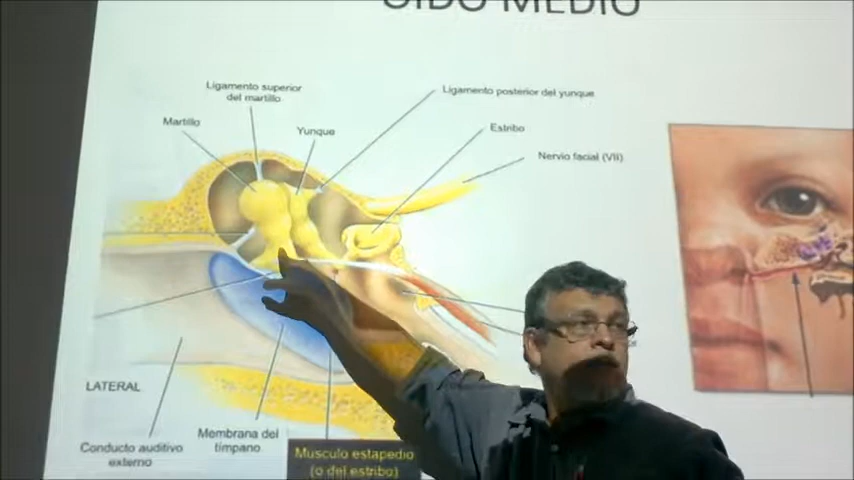 OIDO MEDIO
Ligamento superior
del martillo
Ligamento posterior del yunque
Martillo
Yunque
Estribo
Nervio facial (VII)
LATERAL
Conducto auditivo
externo
Membrana del
tímpano
Musculo estapedio
(o del estribo)